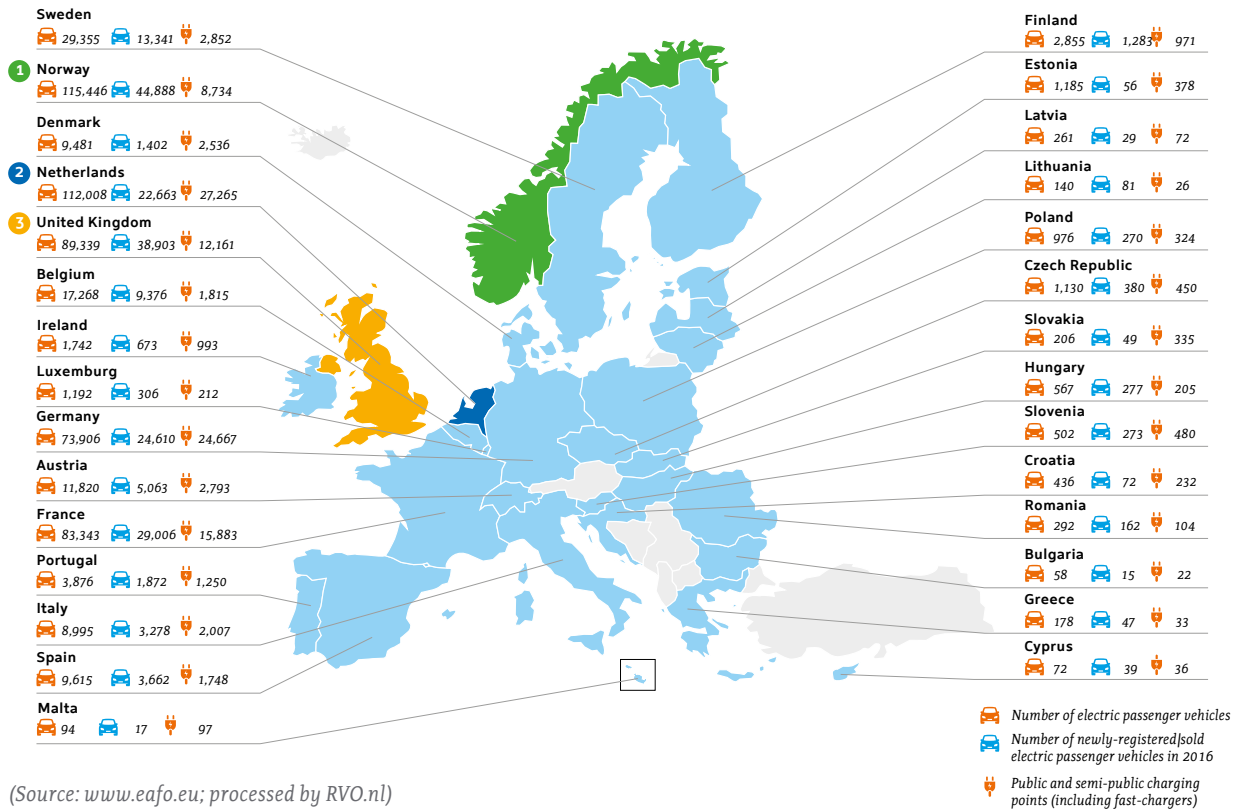 Sweden
29,355 13,341 2,852
1 Norway
115,446 44,888 8,734
Denmark
9,481 1,402 2,536
2 Netherlands
112,008 22,663 27,265
3 United Kingdom
89,339 38,903 12,161
Belgium
17,268 9,376 1,815
Ireland
1,742 673 993
Luxemburg
1,192 306 212
Germany
73,906 24,610 24,667
Austria
11,820 5,063 2,793
France
83,343 29,006 15,883
Portugal
3,876 1,872 1,250
Italy
8,995 3,278 2,007
Spain
9,615 3,662 1,748
Malta
94 17 97
Finland
2,855 1,283 971
Estonia
1,185 56 378
Latvia
261 29 72
Lithuania
140 81 26
Poland
976 270 324
Czech Republic
1,130 380 450
Slovakia
206 49 335
Hungary
567 277 205
Slovenia
502 273 480
Croatia
436 72 232
Romania
292 162 104
Bulgaria
58 15 22
Greece
178 47 33
Cyprus
72 39 36
Number of electric passenger vehicles
Number of newly-registered|sold
electric passenger vehicles in 2016
Public and semi-public charging
points (including fast-chargers)
(Source: www.eafo.eu; processed by RVO.nl)